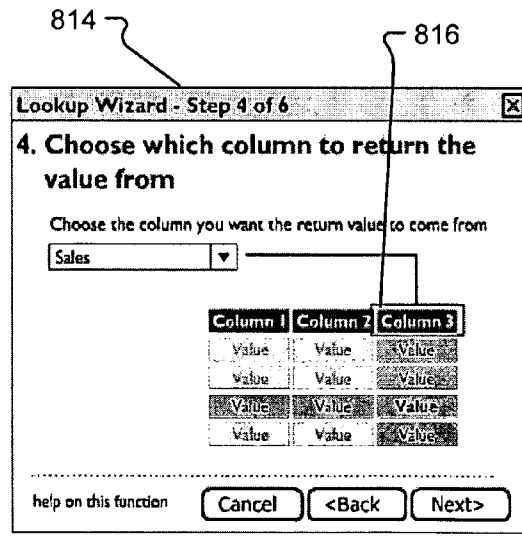 814
816
Lookup Wizard - Step 4 of 6
4. Choose which column to return the
value from
Choose the column you want the return value to come from
Sales
Column 1 Column 2 Column 3
Value Value Value
Value Value Value
Value Value Value
Value Value Value
help on this function Cancel <Back Next>